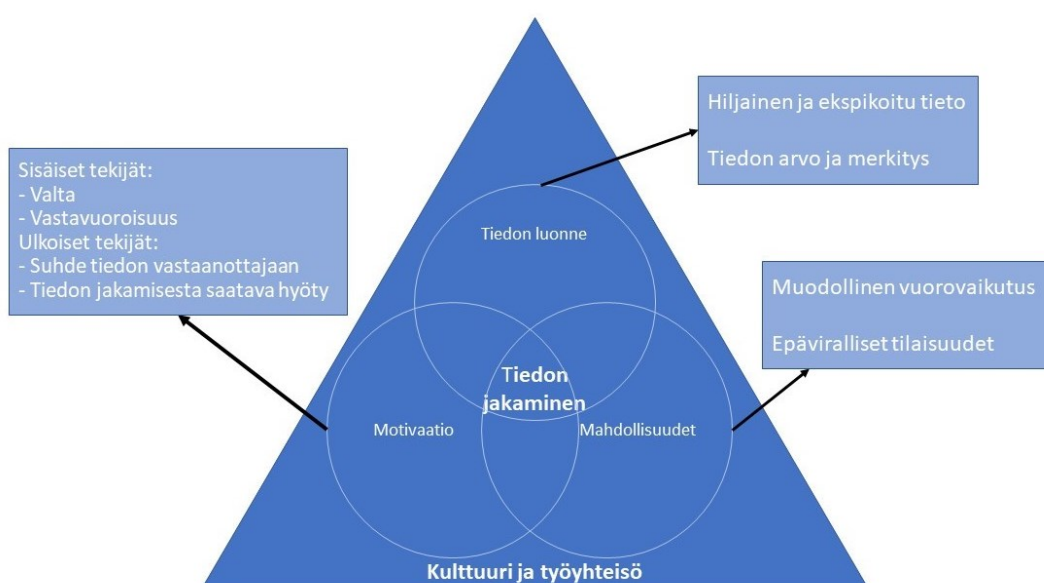 Hiljainen ja ekspikoitu tieto
Tiedon arvo ja merkitys
Sisäiset tekijät:
- Valta
- Vastavuoroisuus
Ulkoiset tekijät:
- Suhde tiedon vastaanottajaan
- Tiedon jakamisesta saatava hyöty
Tiedon luonne
Muodollinen vuorovaikutus
Epäviralliset tilaisuudet
Tiedon
jakaminen
Motivaatio
Mahdollisuudet
Kulttuuri ja työyhteisö